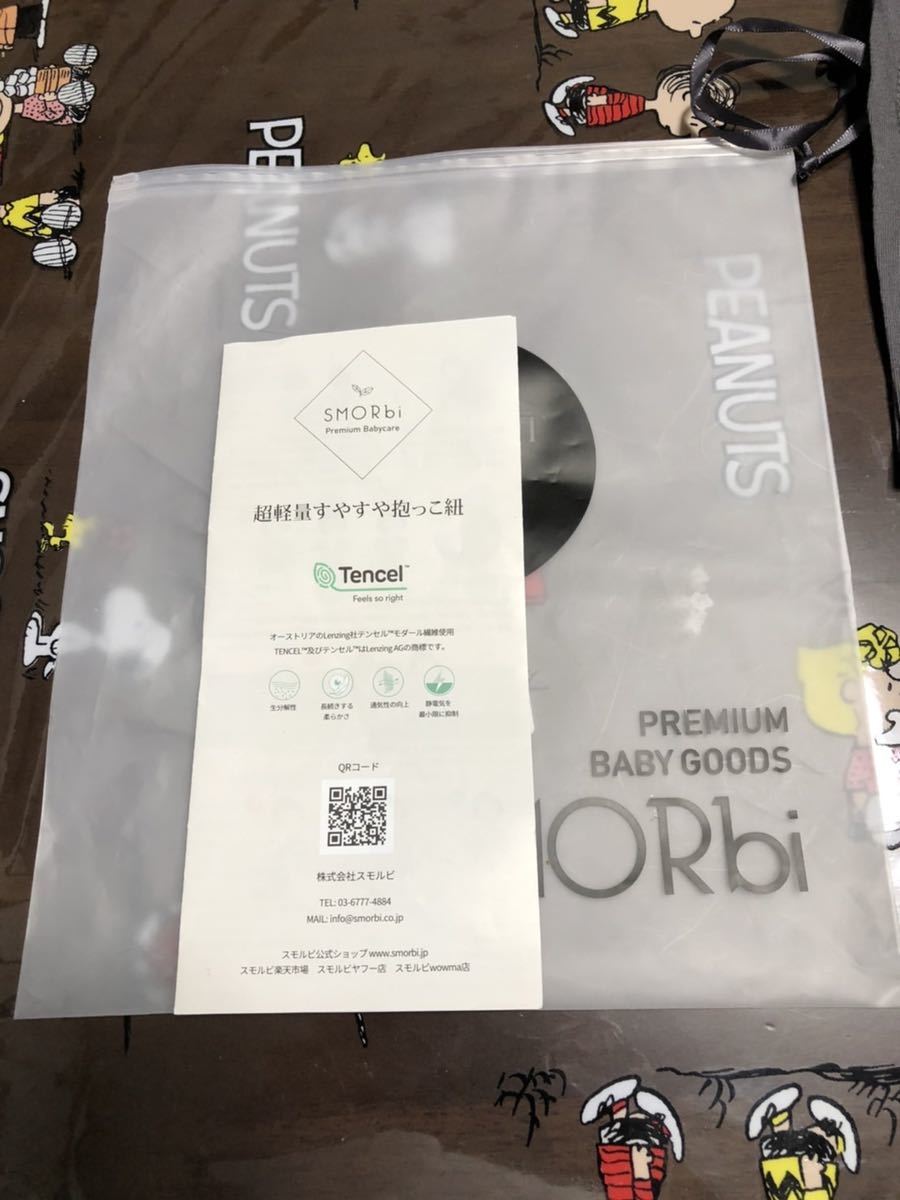 PEANUTS
PEANUTS
SMORbi
Premium Babycare
超軽量すやすや抱っこ紐
Tencel™
Feels so right
オーストリアのLenzing社テンセル™モダール繊維使用
TENCEL™及びテンセル™はLenzing AGの商標です。
生分解性
長続きする
柔らかさ
通気性の向上
静電気を
最小限に抑制
QRコード
株式会社スモルビ
TEL: 03-6777-4884
MAIL: info@smorbi.co.jp
スモルビ公式ショップ www.smorbi.jp
スモルビ楽天市場 スモルビヤフー店 スモルビwowma店
PREMIUM
BABY GOODS
MORbi